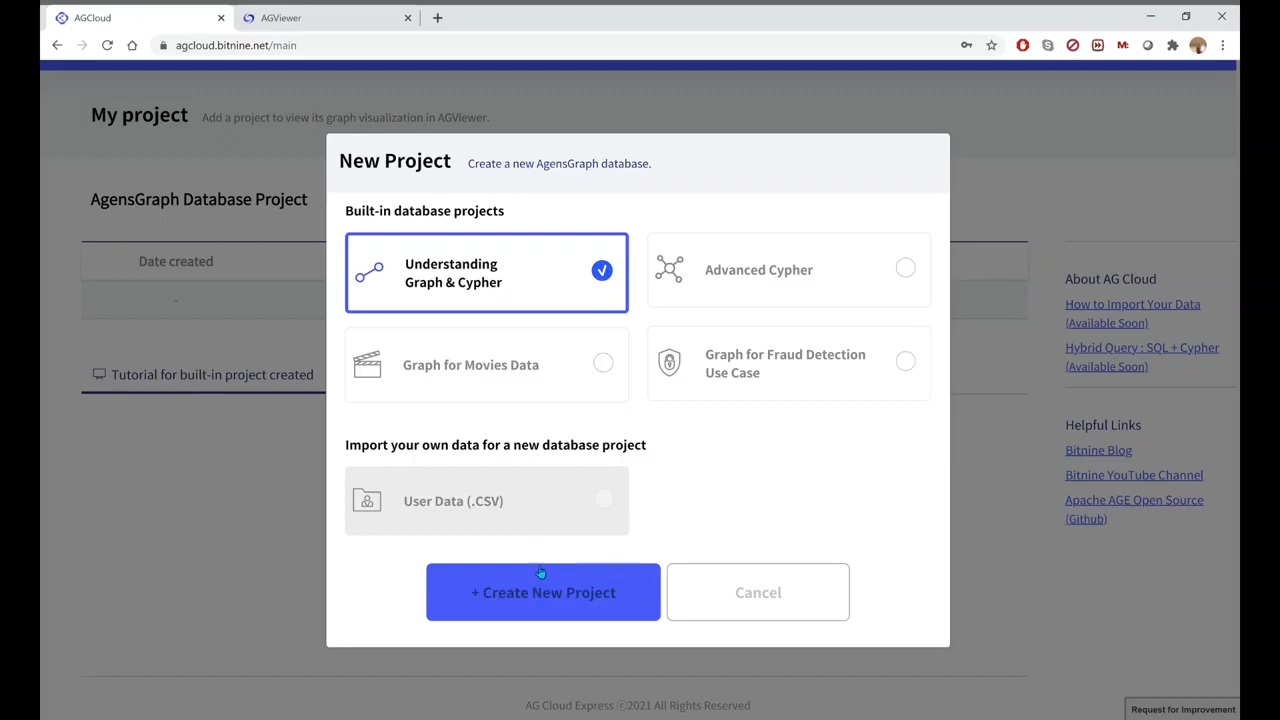 AGCloud
AGViewer
agcloud.bitnine.net/main
M:
My project
Add a project to view its graph visualization in AGViewer.
New Project
Create a new AgensGraph database.
AgensGraph Database Project
Built-in database projects
Understanding
Graph & Cypher
Advanced Cypher
Date created
-
Graph for Movies Data
Graph for Fraud Detection
Use Case
Tutorial for built-in project created
Import your own data for a new database project
User Data (.CSV)
+ Create New Project
Cancel
About AG Cloud
How to Import Your Data
(Available Soon)
Hybrid Query : SQL + Cypher
(Available Soon)
Helpful Links
Bitnine Blog
Bitnine YouTube Channel
Apache AGE Open Source
(Github)
AG Cloud Express ⓒ2021 All Rights Reserved
Request for Improvement